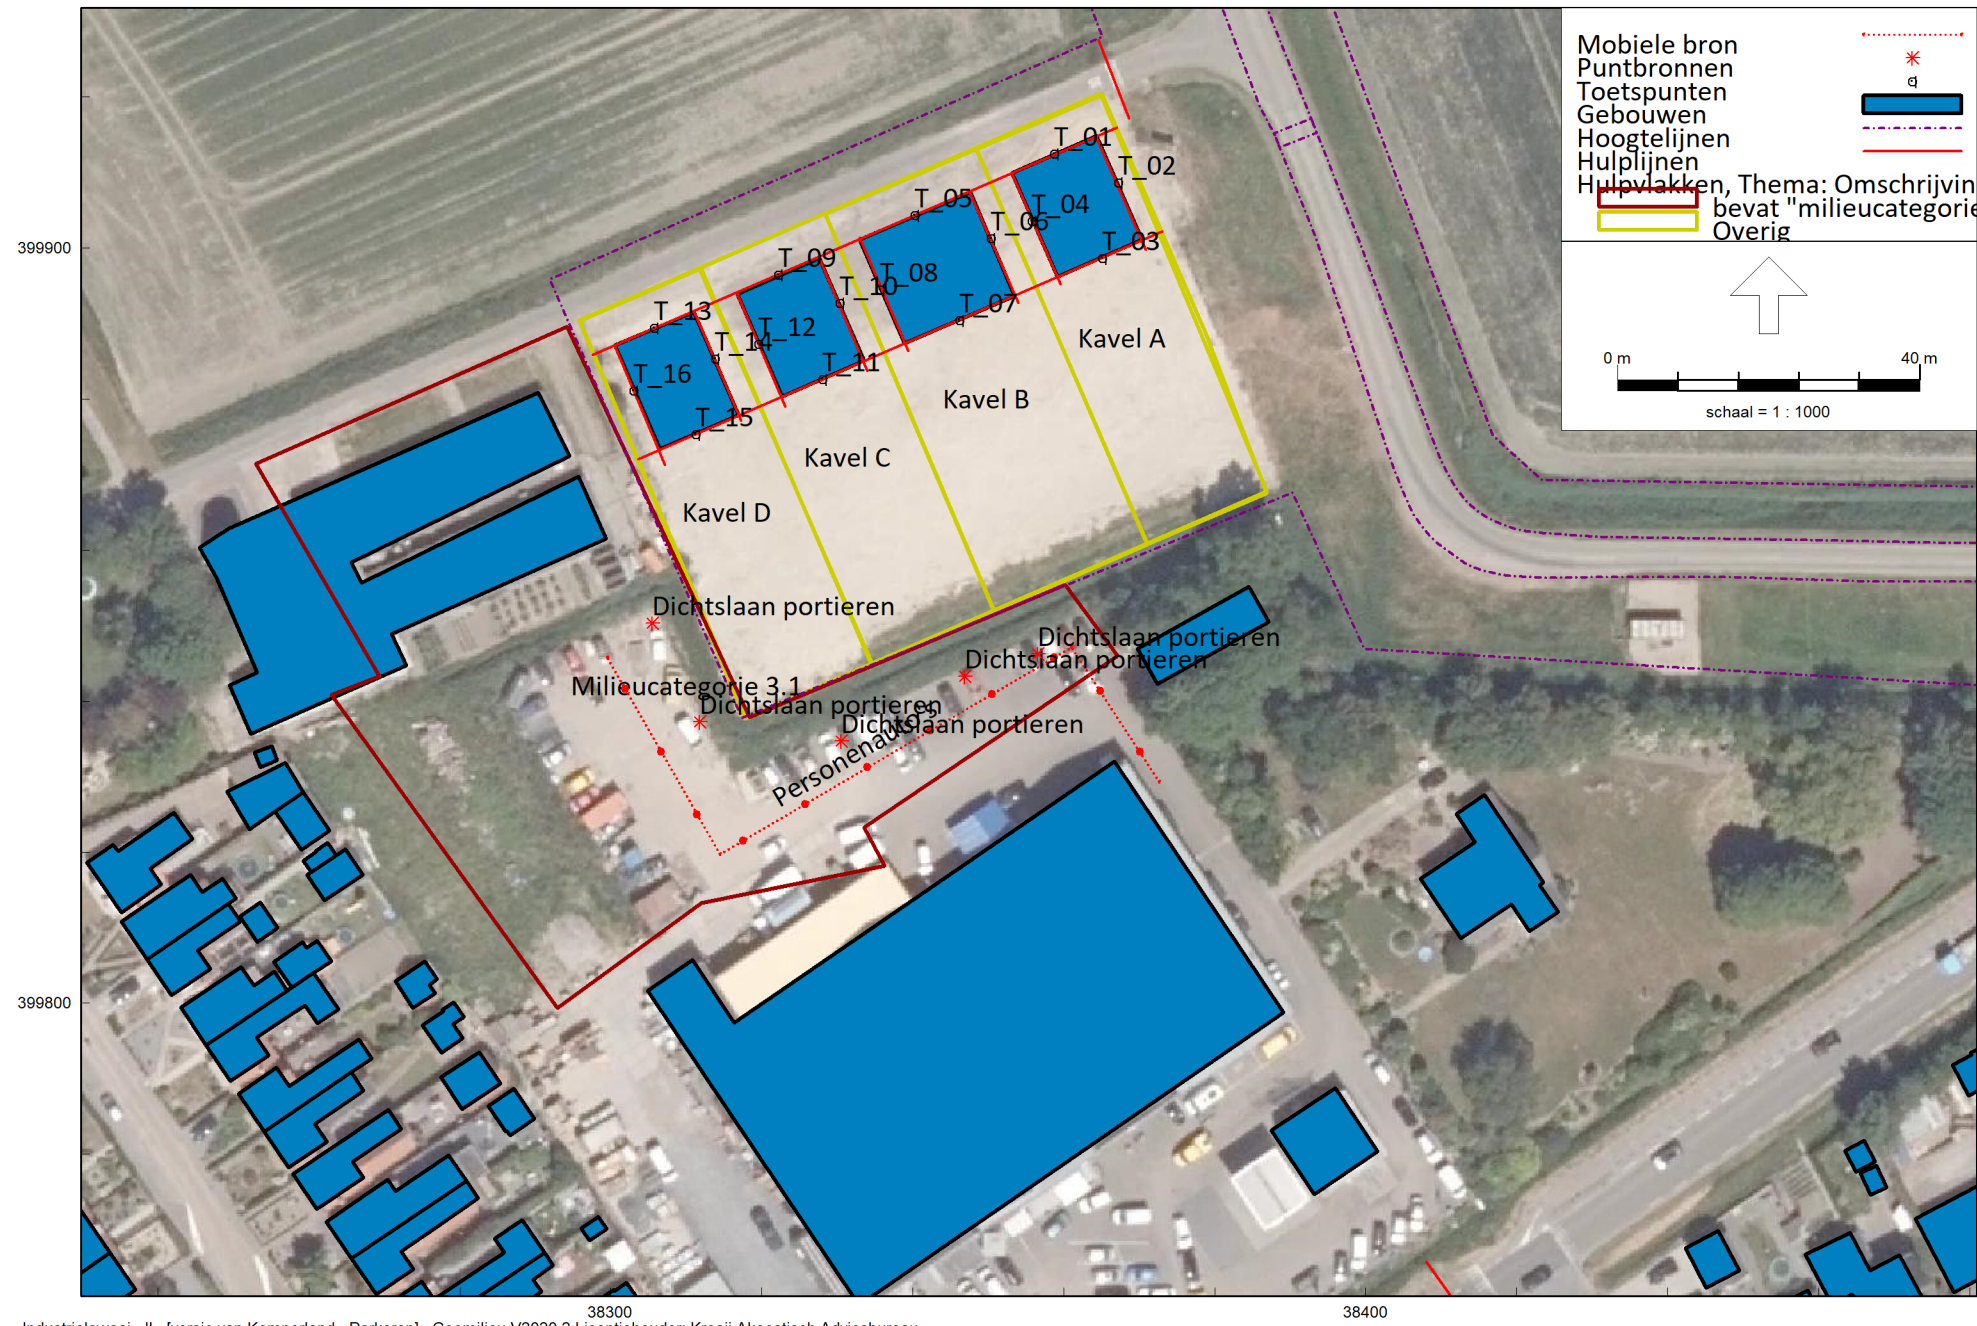 Mobiele bron
Puntbronnen
Toetspunten
Gebouwen
Hoogtelijnen
Hulplijnen
Hulpvlakken, Thema: Omschrijvin
bevat "milieucategorie
Overig
0 m 40 m
schaal = 1 : 1000
T_01
T_02
T_05
T_04
T_06
T_03
T_09
T_08
T_10
T_07
T_13
T_12
T_14
T_11
T_16
T_15
Kavel A
Kavel B
Kavel C
Kavel D
399900
Dichtslaan portieren
Dichtslaan portieren
Dichtslaan portieren
Milieucategorie 3.1
Dichtslaan portieren
Dichtslaan portieren
Personenauto's
399800
38300 38400